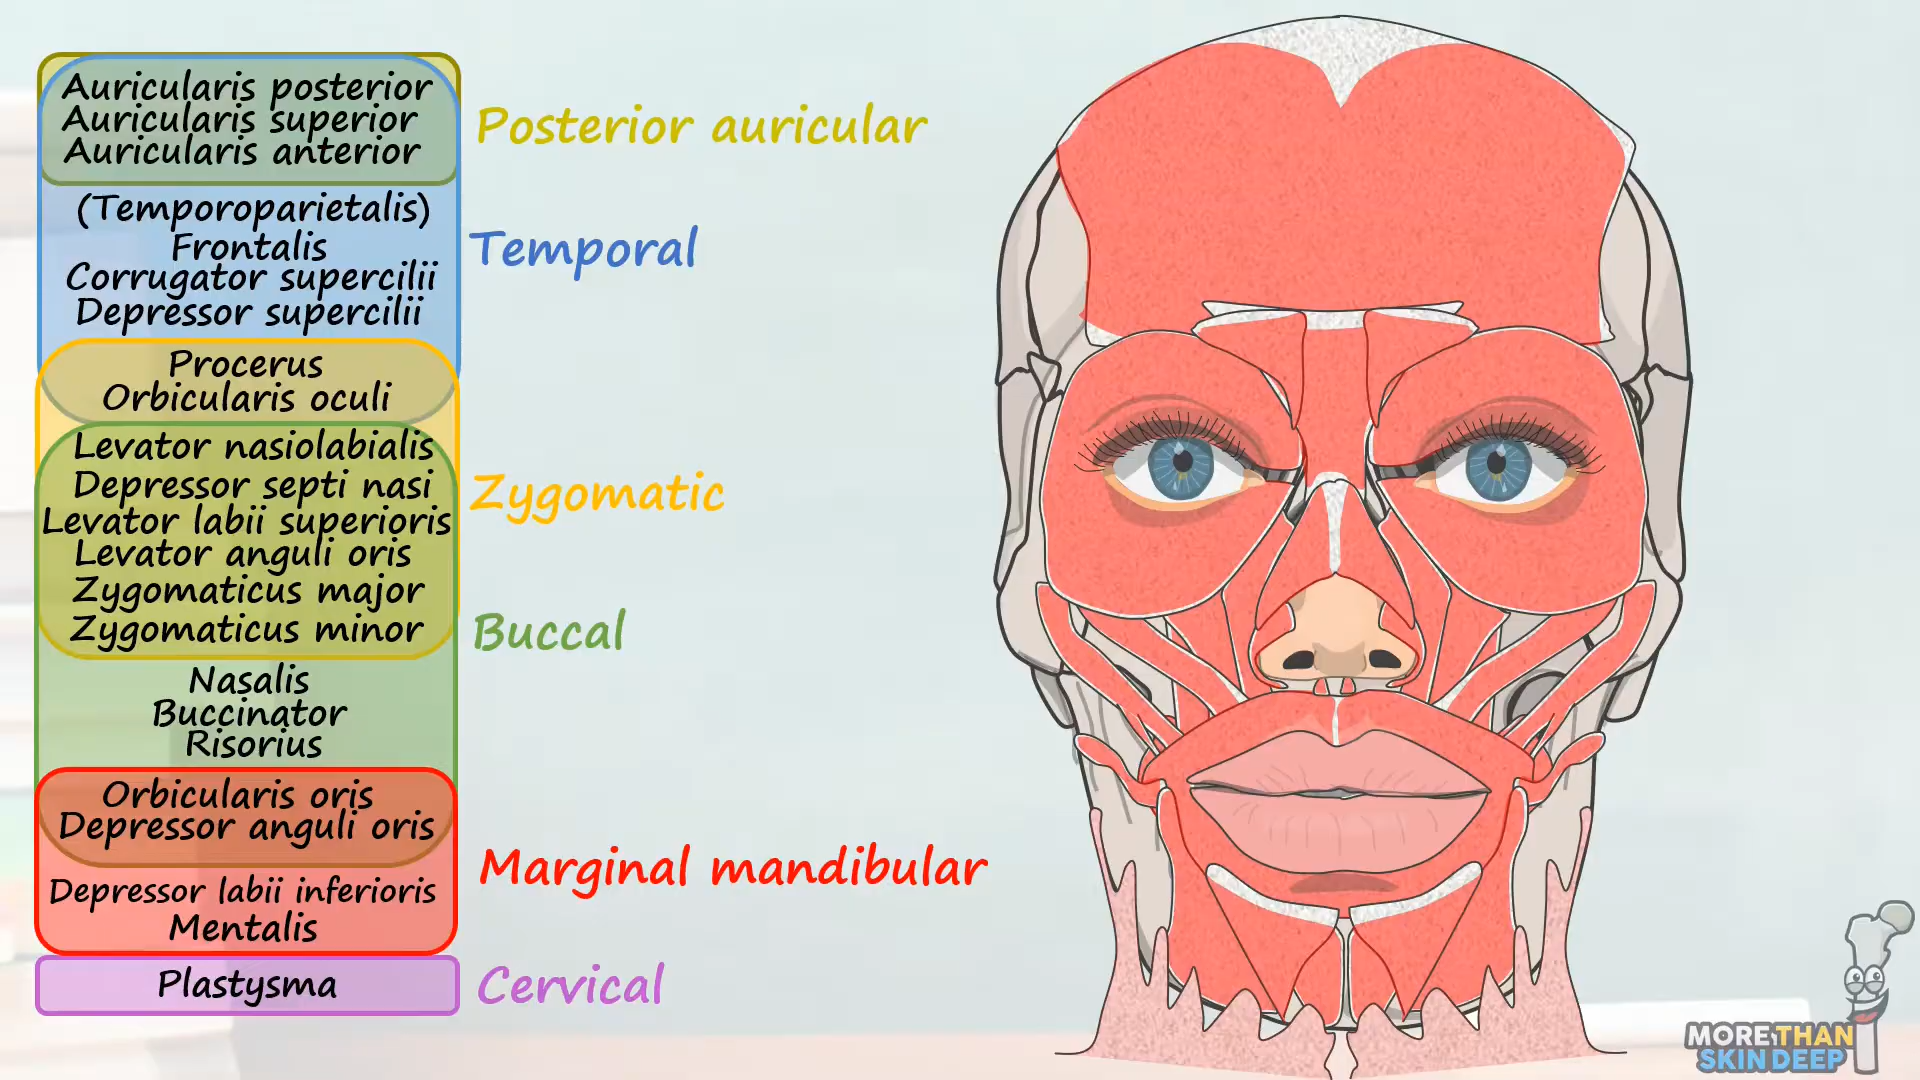 Auricularis posterior
Auricularis superior
Auricularis anterior
Posterior auricular
(Temporoparietalis)
Frontalis
Corrugator supercilii
Depressor supercilii
Temporal
Procerus
Orbicularis oculi
Levator nasiolabialis
Depressor septi nasi
Levator labii superioris
Levator anguli oris
Zygomaticus major
Zygomaticus minor
Zygomatic
Nasalis
Buccinator
Risorius
Buccal
Orbicularis oris
Depressor anguli oris
Depressor labii inferioris
Mentalis
Marginal mandibular
Plastysma
Cervical
MORE THAN
SKIN DEEP